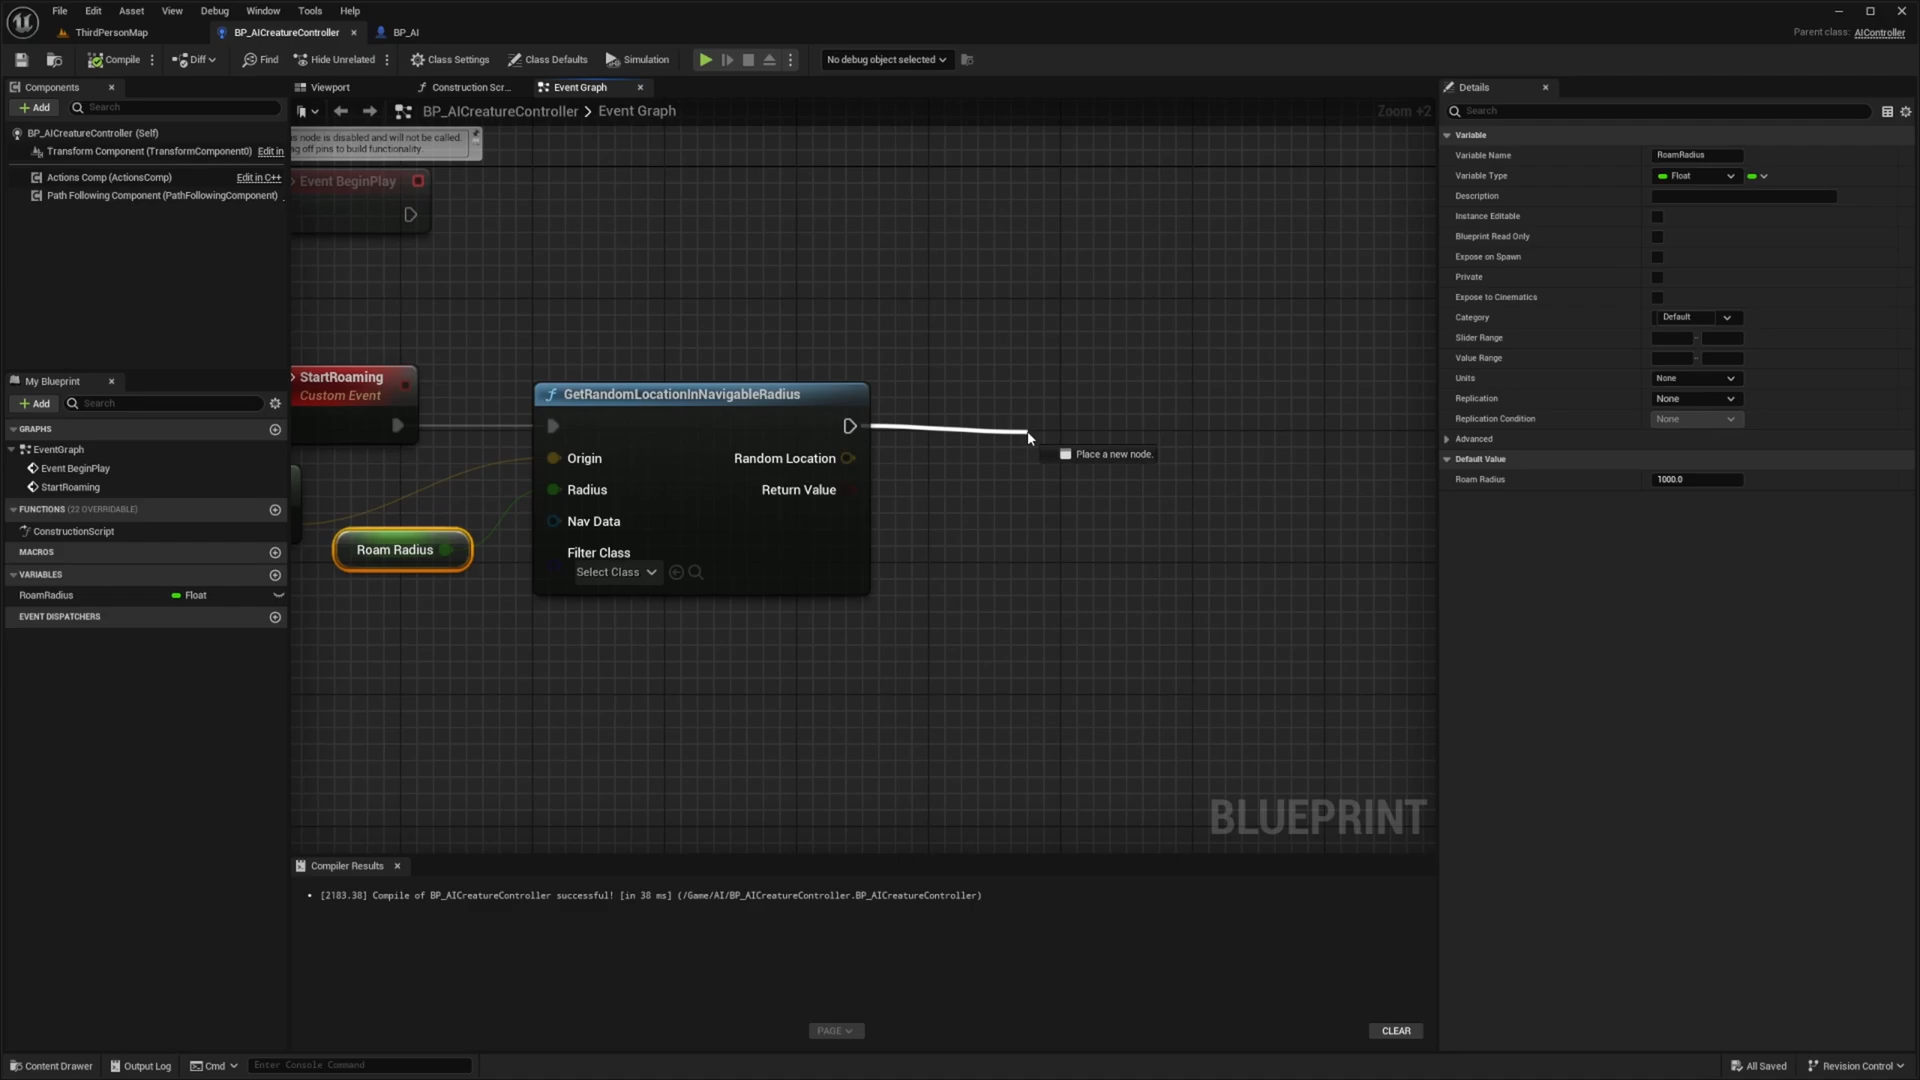 File Edit Asset View Debug Window Tools Help
ThirdPersonMap BP_AICreatureController BP_AI
Parent class: AIController
Compile Diff Find Hide Unrelated Class Settings Class Defaults Simulation No debug object selected
Components
Add Search
BP_AICreatureController (Self)
Transform Component (TransformComponent0) Edit in
Actions Comp (ActionsComp) Edit in C++
Path Following Component (PathFollowingComponent)
My Blueprint
Add Search
GRAPHS
EventGraph
Event BeginPlay
StartRoaming
FUNCTIONS (22 OVERRIDABLE)
ConstructionScript
MACROS
VARIABLES
RoamRadius Float
EVENT DISPATCHERS
Viewport Construction Scr... Event Graph
BP_AICreatureController > Event Graph
Zoom +2
s node is disabled and will not be called.
g off pins to build functionality.
Event BeginPlay
StartRoaming
Custom Event
Roam Radius
GetRandomLocationInNavigableRadius
Origin Random Location
Radius Return Value
Nav Data
Filter Class
Select Class
Place a new node.
BLUEPRINT
Compiler Results
[2183.38] Compile of BP_AICreatureController successful! [in 38 ms] (/Game/AI/BP_AICreatureController.BP_AICreatureController)
PAGE
CLEAR
Details
Search
Variable
Variable Name RoamRadius
Variable Type Float
Description
Instance Editable
Blueprint Read Only
Expose on Spawn
Private
Expose to Cinematics
Category Default
Slider Range
Value Range
Units None
Replication None
Replication Condition None
Advanced
Default Value
Roam Radius 1000.0
Content Drawer Output Log Cmd Enter Console Command
All Saved Revision Control